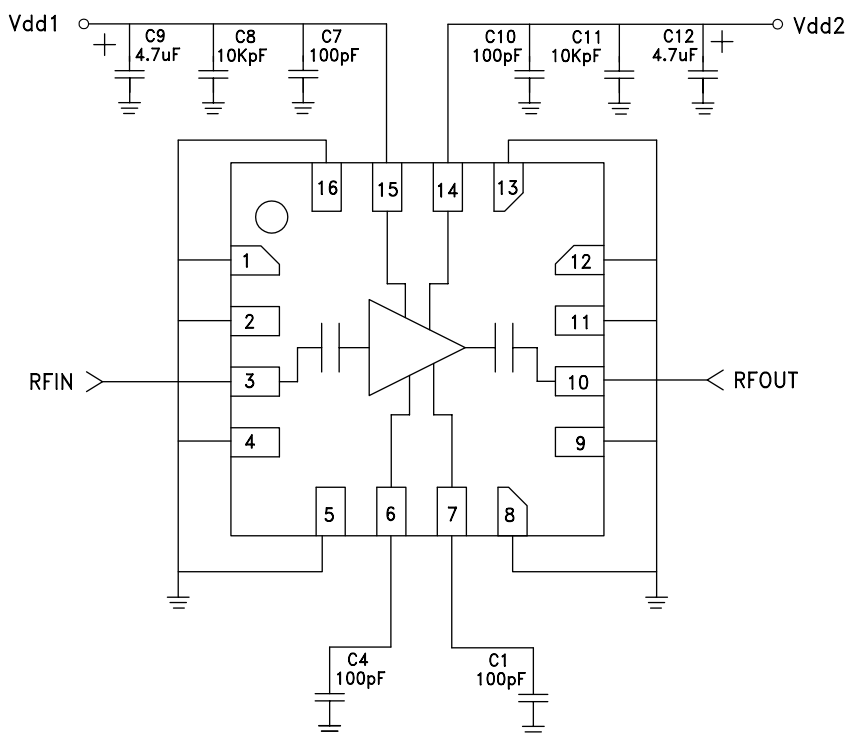 Vdd1
+
C9
4.7uF
C8
10KpF
C7
100pF
C10
100pF
C11
10KpF
C12
4.7uF
+
Vdd2
16
15
14
13
1
12
2
11
RFIN
3
10
RFOUT
4
9
5
6
7
8
C4
100pF
C1
100pF